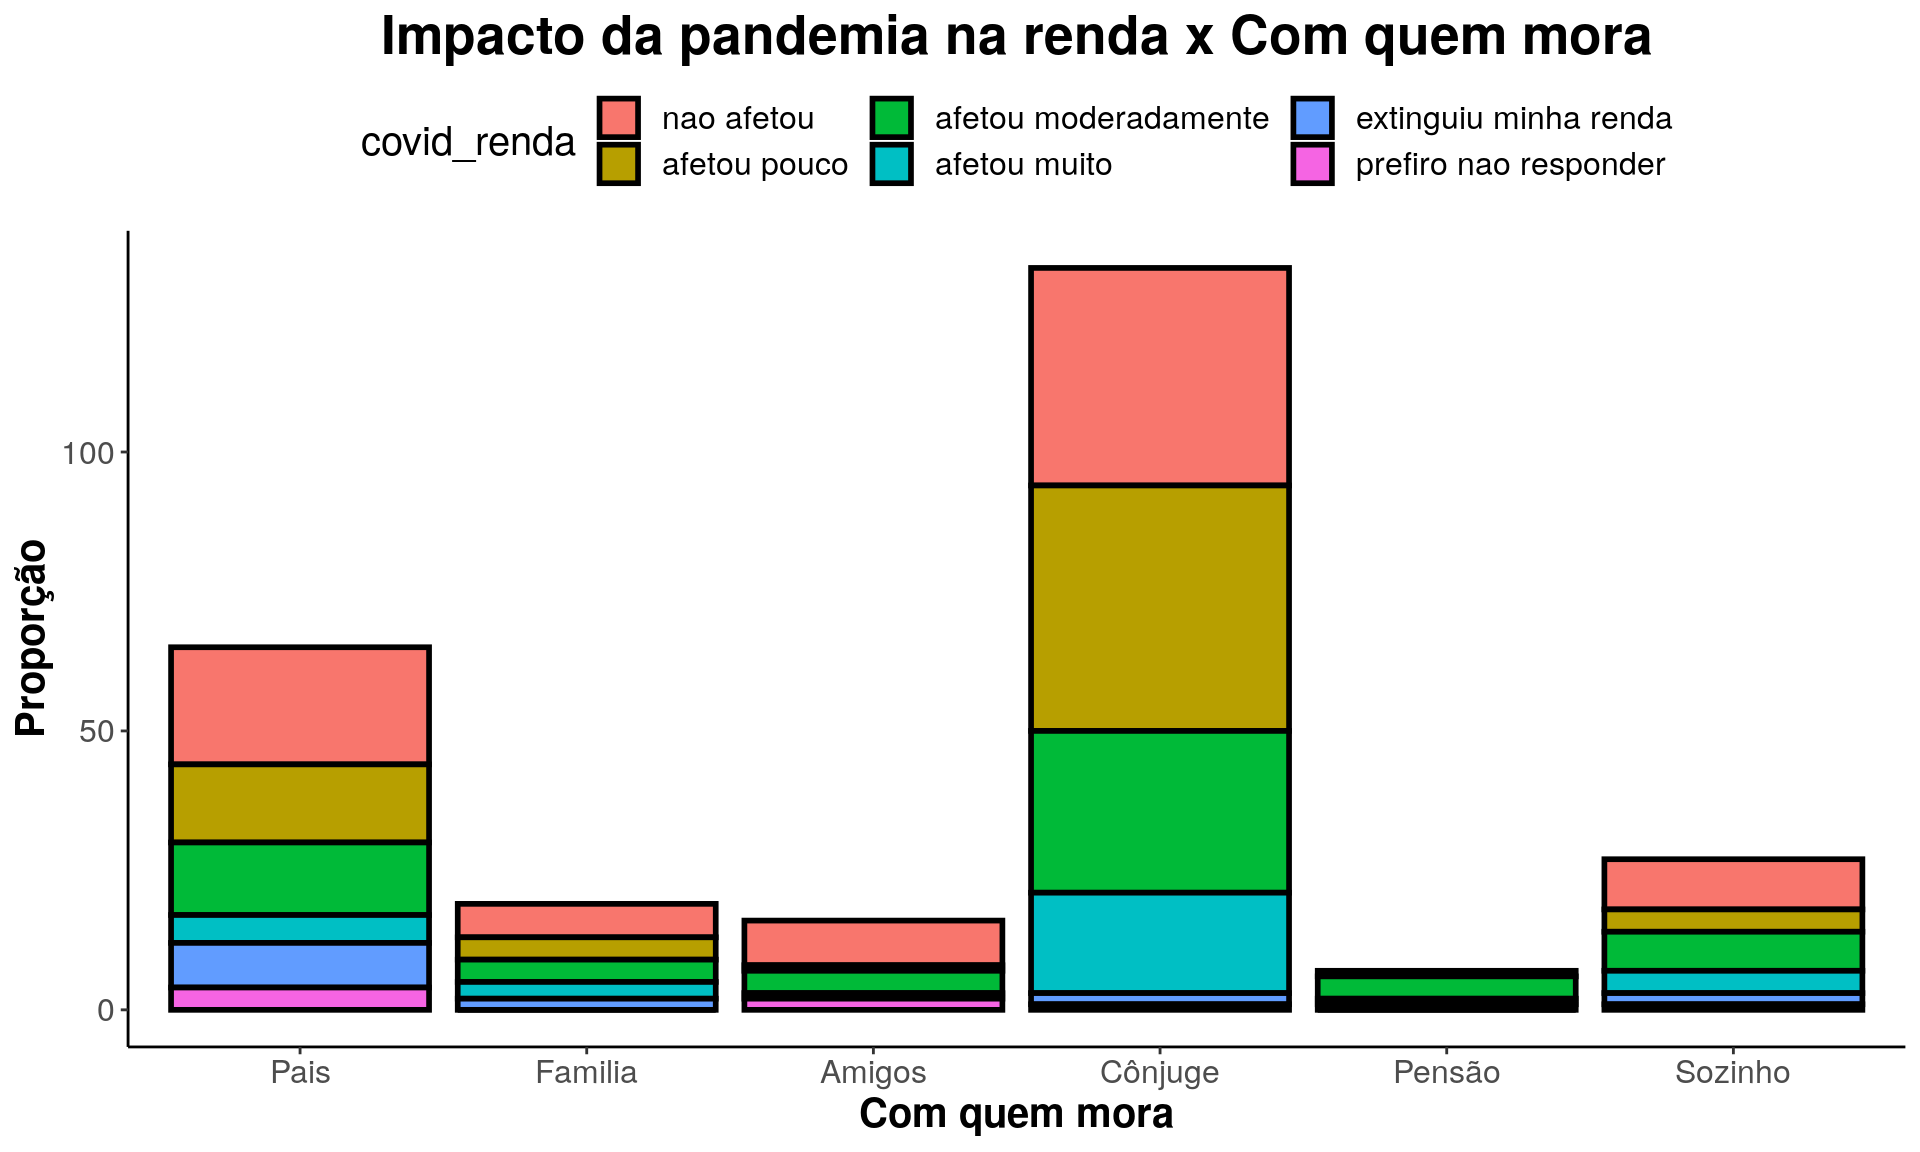 Impacto da pandemia na renda x Com quem mora
covid_renda
nao afetou
afetou moderadamente
extinguiu minha renda
afetou pouco
afetou muito
prefiro nao responder
Proporção
100
50
0
Pais
Familia
Amigos
Cônjuge
Pensão
Sozinho
Com quem mora